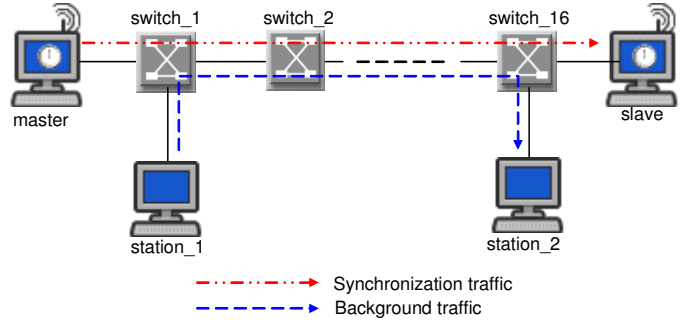 switch_1
switch_2
switch_16
master
slave
station_1
station_2
Synchronization traffic
Background traffic